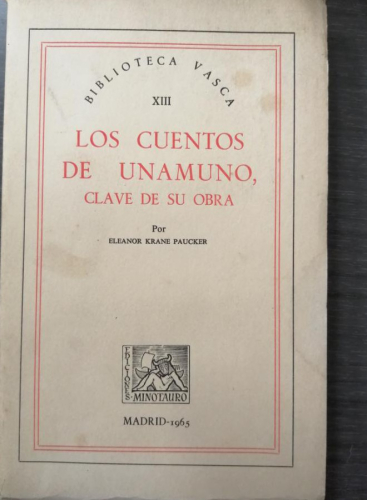 BIBLIOTECA VASCA
XIII
LOS CUENTOS
DE UNAMUNO,
CLAVE DE SU OBRA
Por
ELEANOR KRANE PAUCKER
EDICIONES
MINOTAURO
MADRID-1965